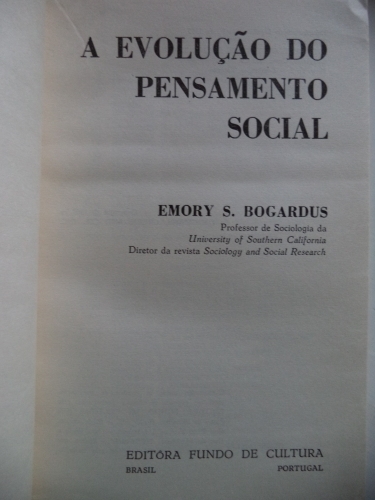 A EVOLUÇÃO DO
PENSAMENTO
SOCIAL
EMORY S. BOGARDUS
Professor de Sociologia da
University of Southern California
Diretor da revista Sociology and Social Research
EDITÔRA FUNDO DE CULTURA
BRASIL PORTUGAL